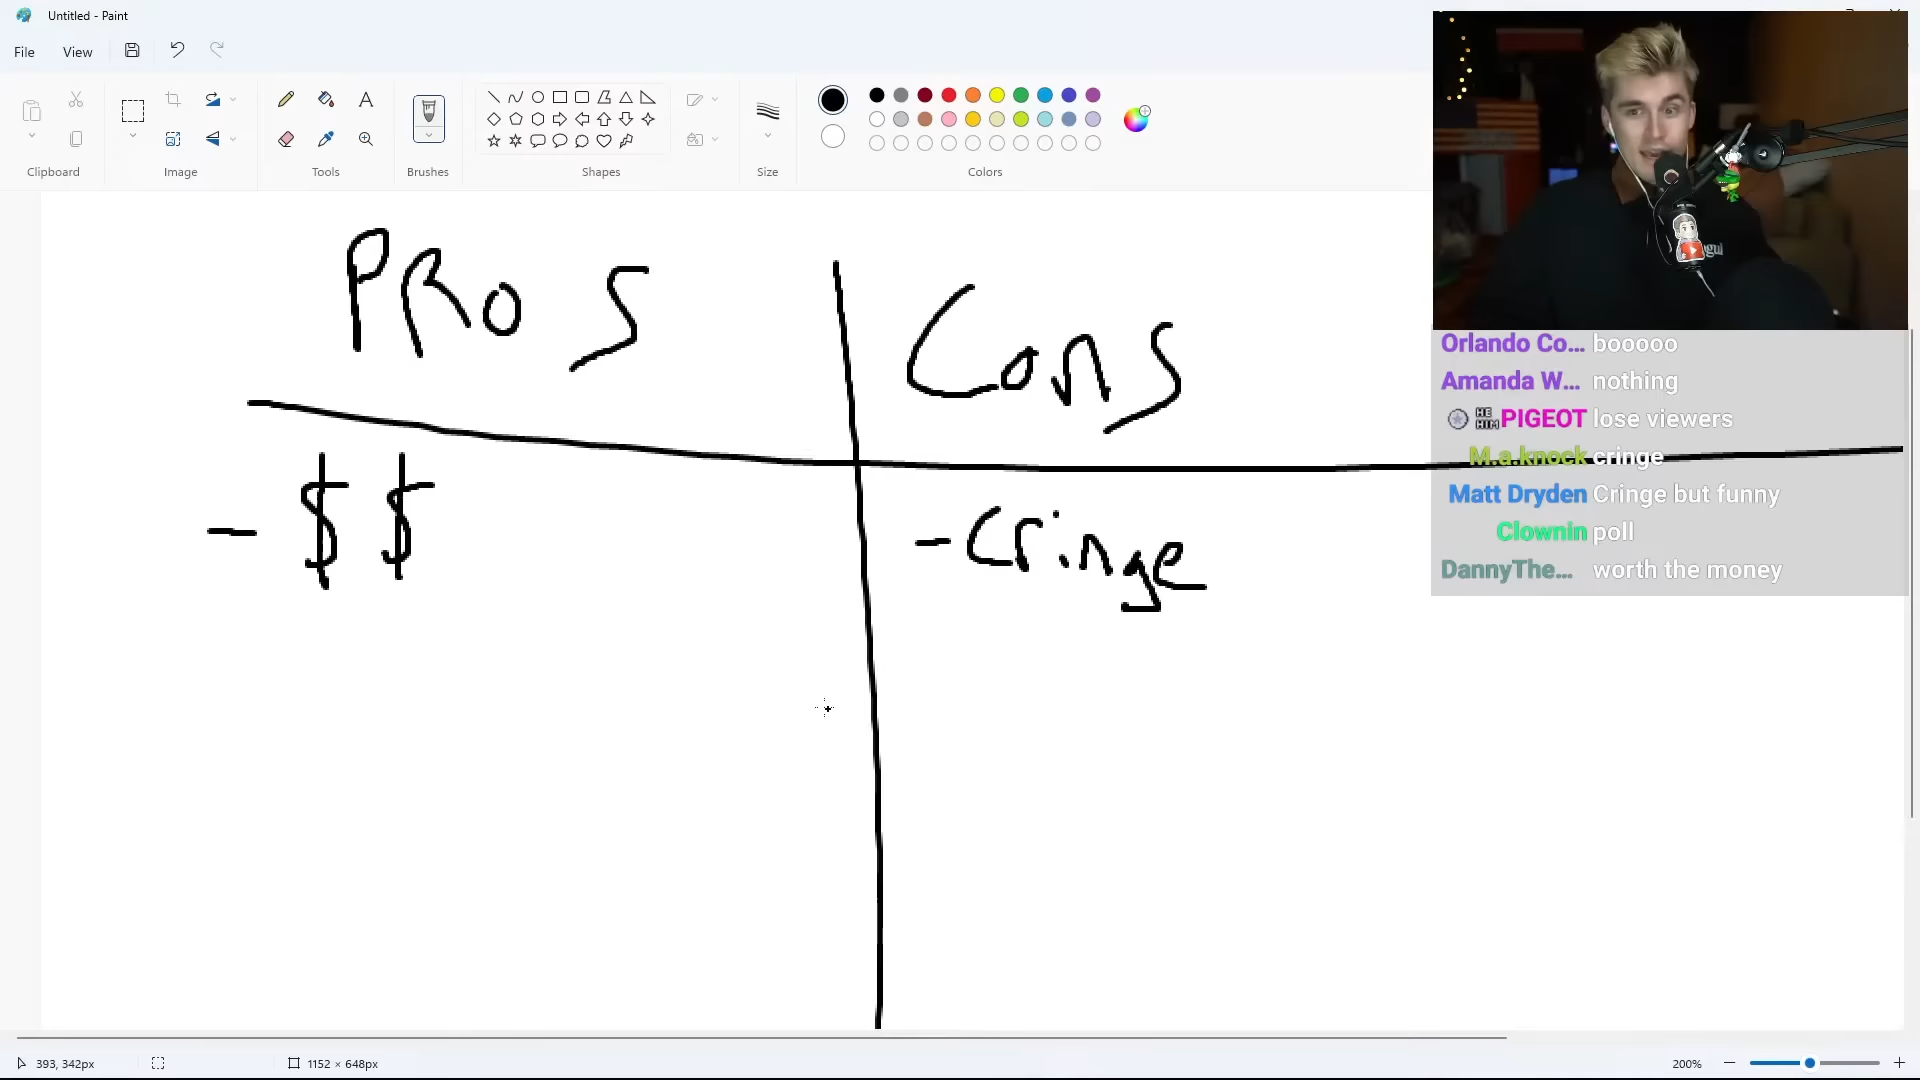 Untitled - Paint
File View
Clipboard Image Tools Brushes Shapes Size Colors
PROS
Cons
- $ $
- Cringe
Orlando Co... booooo
Amanda W... nothing
HE HIM PIGEOT lose viewers
M.a.knock cringe
Matt Dryden Cringe but funny
Clownin poll
DannyThe... worth the money
393, 342px 1152 × 648px 200%